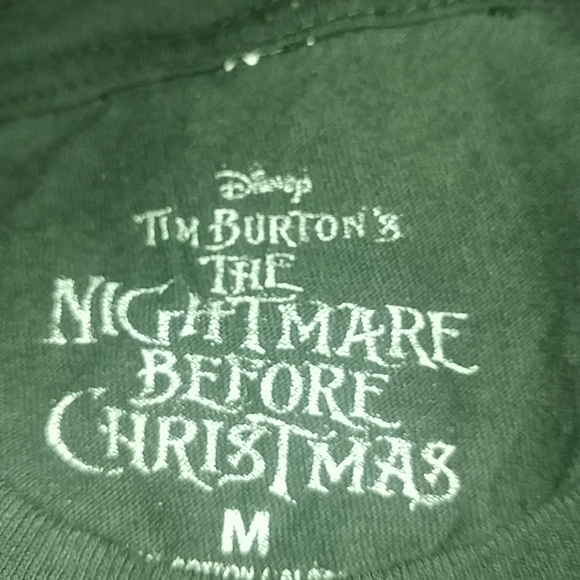 Disney
TIM BURTON'S
THE
NIGHTMARE
BEFORE
CHRISTMAS
M